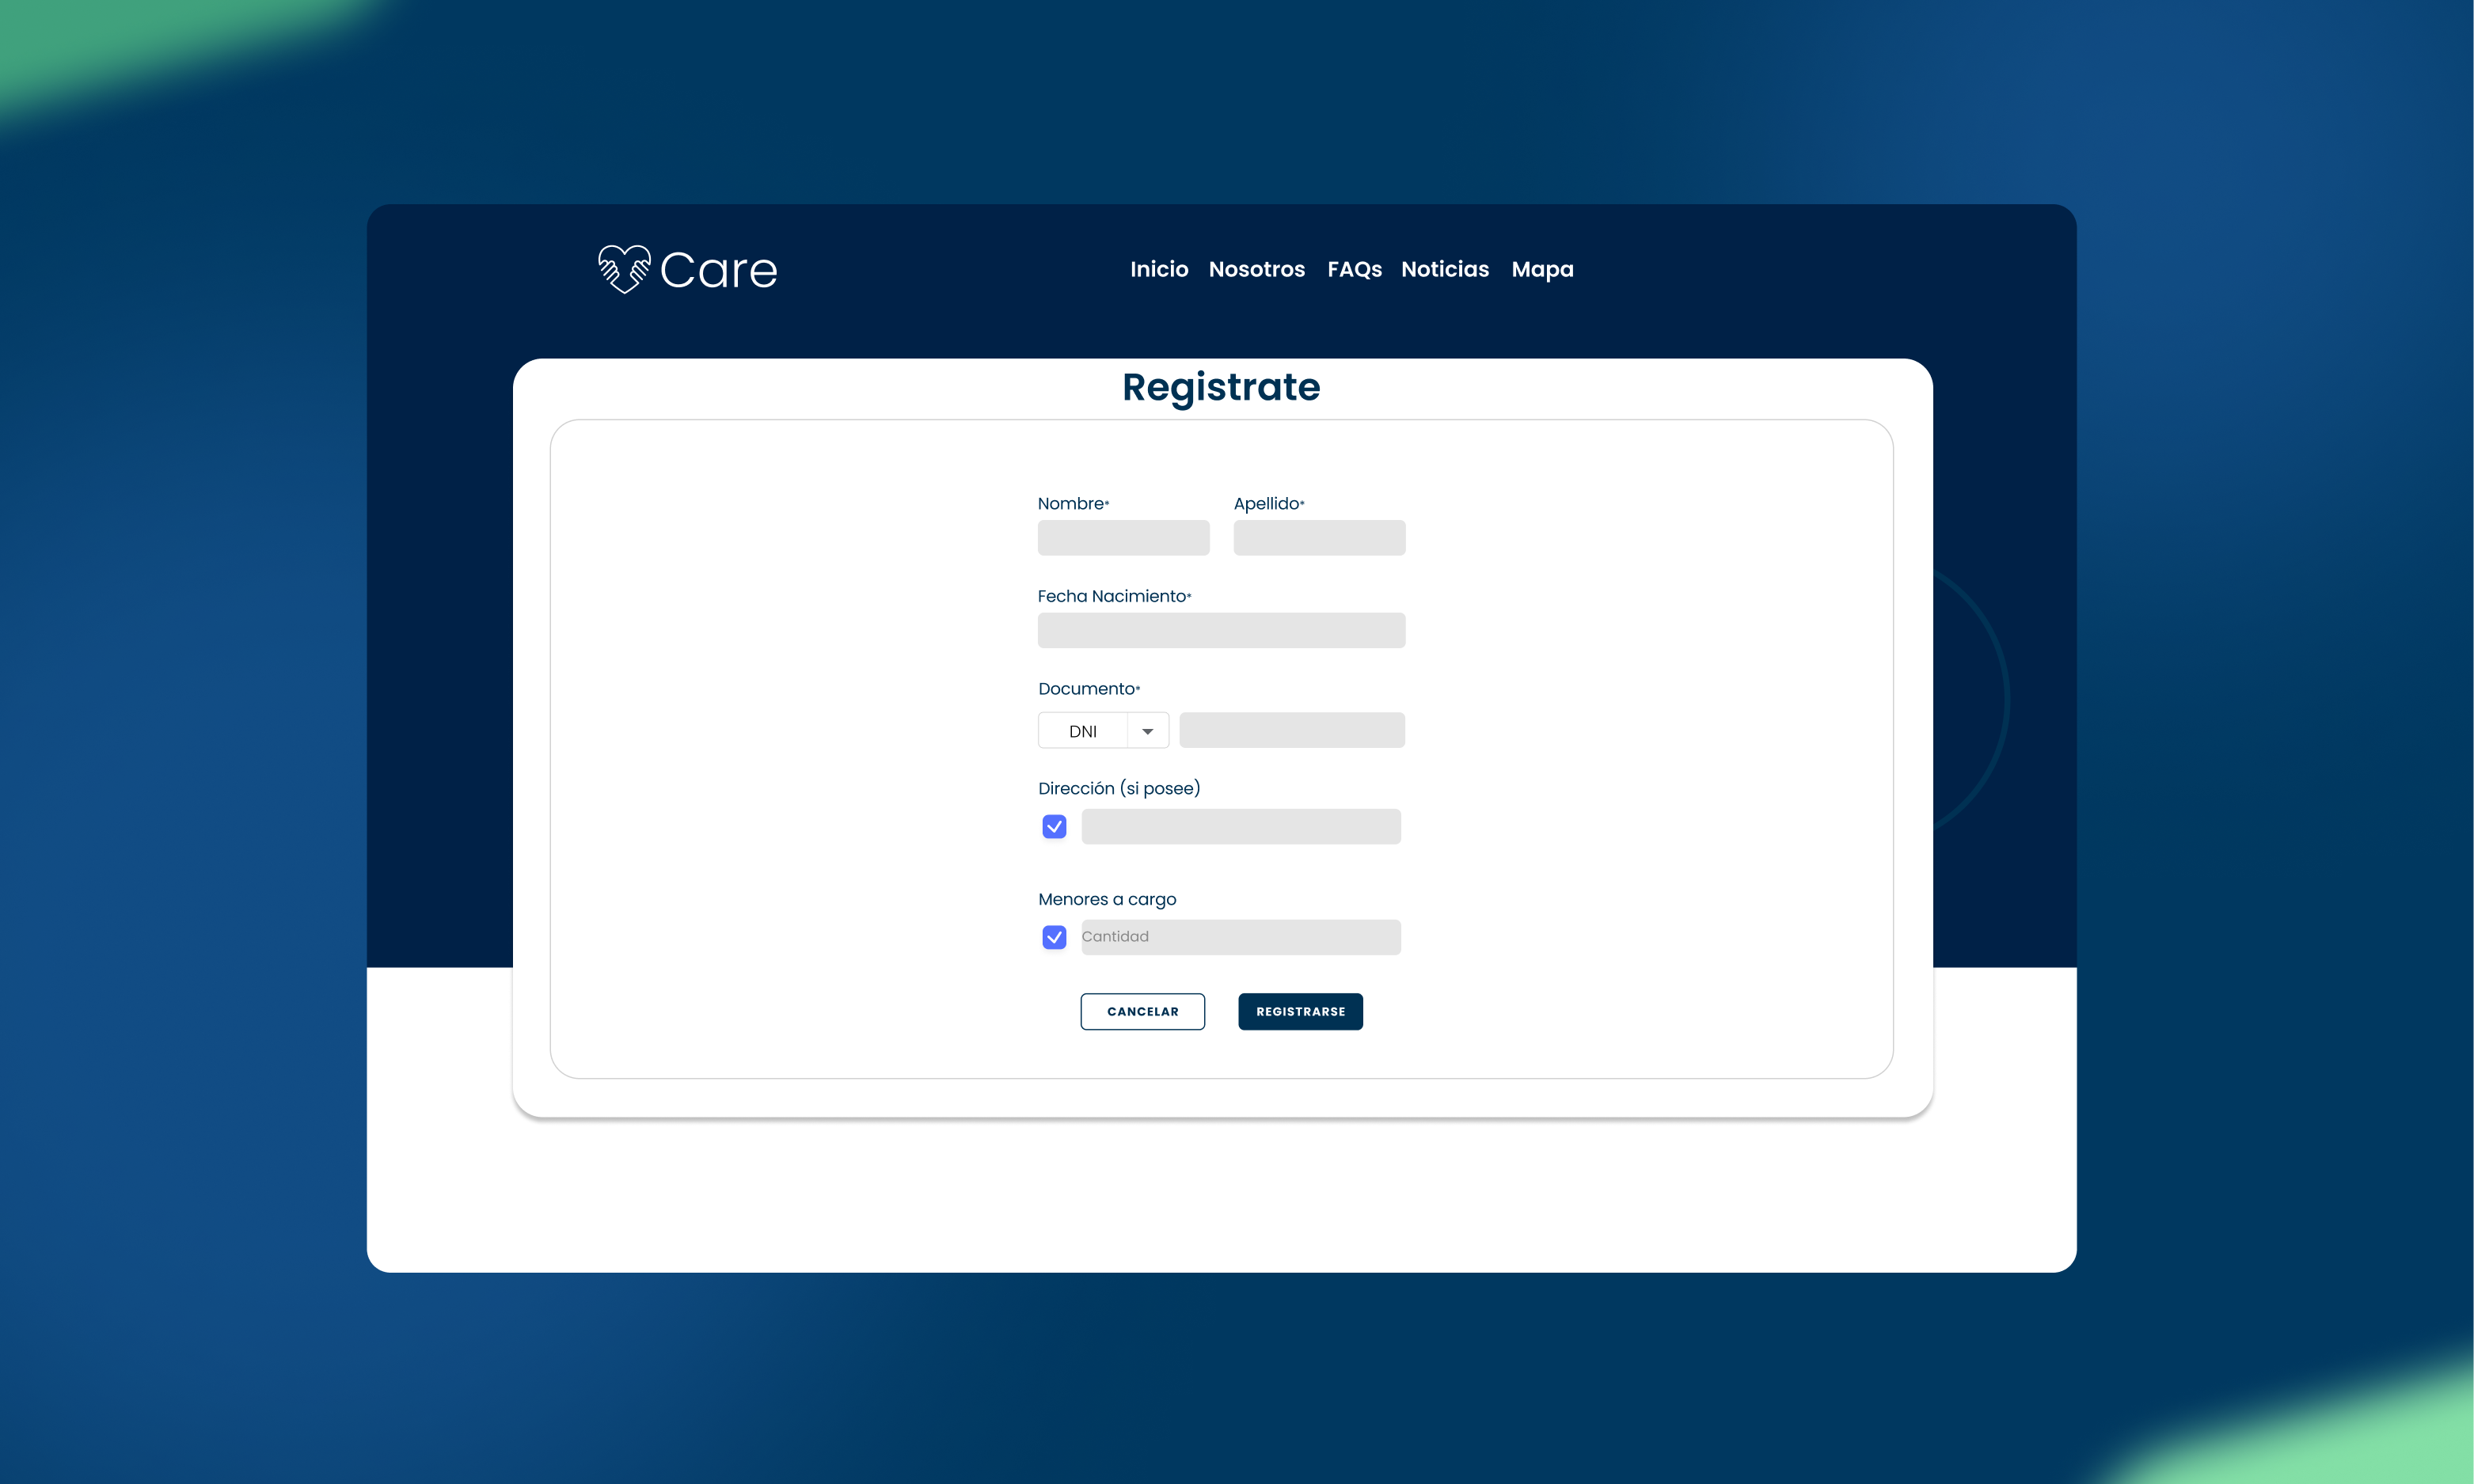 Care
Inicio Nosotros FAQs Noticias Mapa
Registrate
Nombre* Apellido*
Fecha Nacimiento*
Documento*
DNI
Dirección (si posee)
Menores a cargo
Cantidad
CANCELAR REGISTRARSE